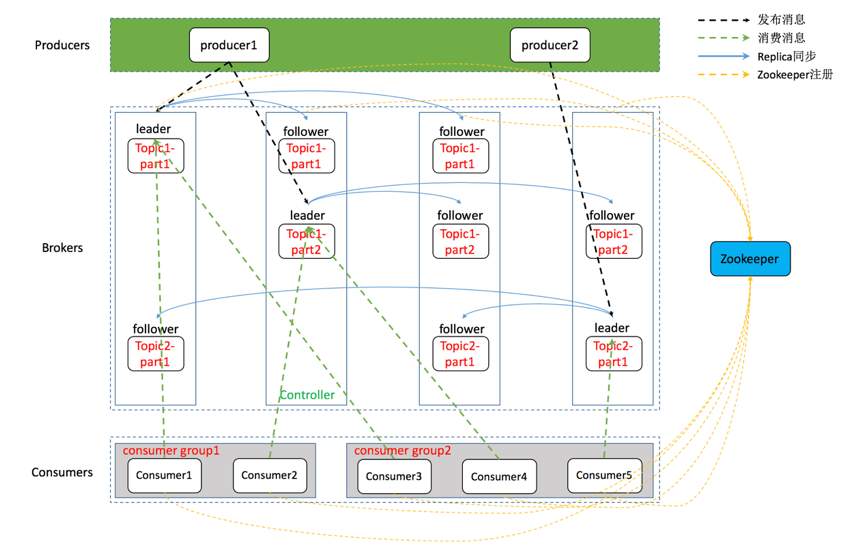 Producers
producer1
producer2
发布消息
消费消息
Replica同步
Zookeeper注册
leader
Topic1-
part1
follower
Topic1-
part1
follower
Topic1-
part1
leader
Topic1-
part2
follower
Topic1-
part2
follower
Topic1-
part2
Brokers
Zookeeper
follower
Topic2-
part1
follower
Topic2-
part1
leader
Topic2-
part1
Controller
Consumers
consumer group1
Consumer1
Consumer2
consumer group2
Consumer3
Consumer4
Consumer5